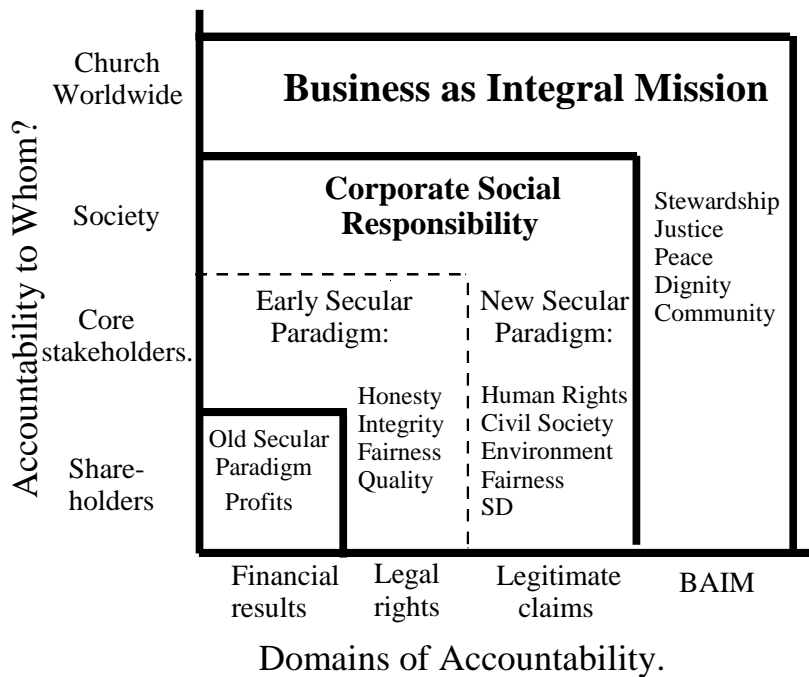 Accountability to Whom?
Church
Worldwide
Society
Core
stakeholders.
Share-
holders
Business as Integral Mission
Corporate Social
Responsibility
Stewardship
Justice
Peace
Dignity
Community
Early Secular
Paradigm:
New Secular
Paradigm:
Honesty
Integrity
Fairness
Quality
Human Rights
Civil Society
Environment
Fairness
SD
Old Secular
Paradigm
Profits
Financial
results
Legal
rights
Legitimate
claims
BAIM
Domains of Accountability.